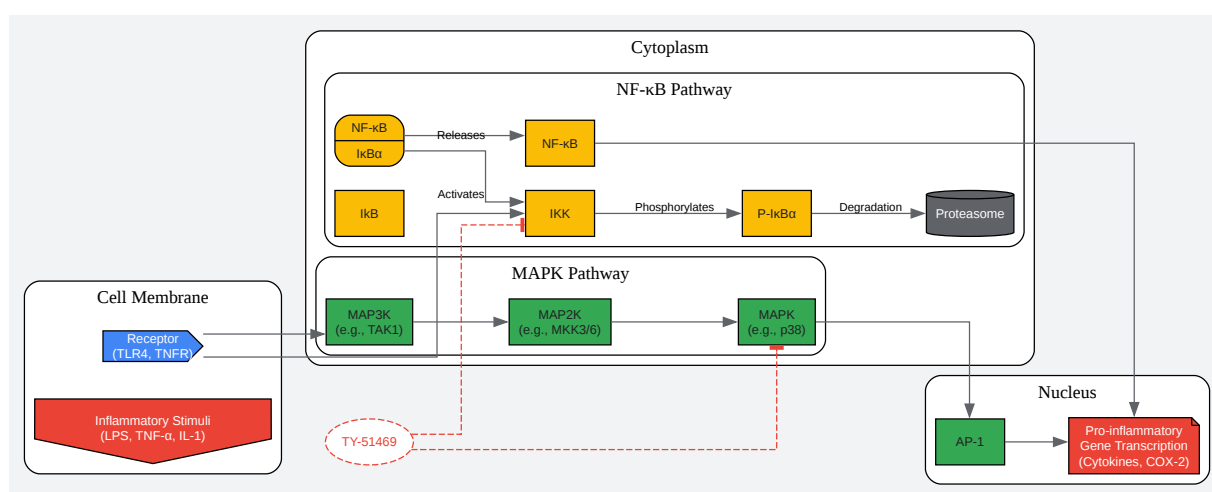 Cytoplasm
NF-κB Pathway
NF-κB
IκBα
Releases
NF-κB
Activates
IkB
IKK
Phosphorylates
P-IκBα
Degradation
Proteasome
MAPK Pathway
MAP3K
(e.g., TAK1)
MAP2K
(e.g., MKK3/6)
MAPK
(e.g., p38)
Cell Membrane
Receptor
(TLR4, TNFR)
Inflammatory Stimuli
(LPS, TNF-α, IL-1)
TY-51469
Nucleus
AP-1
Pro-inflammatory
Gene Transcription
(Cytokines, COX-2)